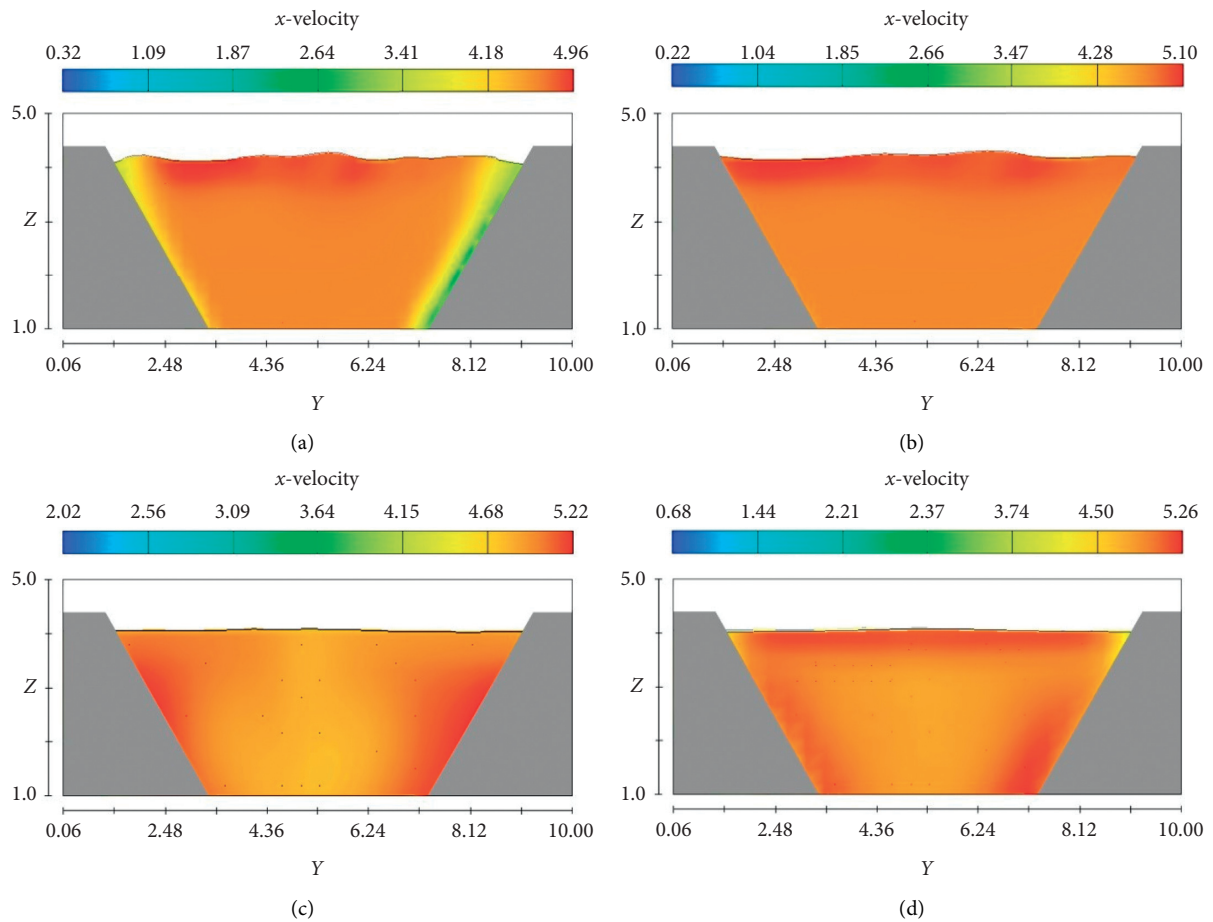 x-velocity
0.32 1.09 1.87 2.64 3.41 4.18 4.96
5.0
Z
1.0
0.06 2.48 4.36 6.24 8.12 10.00
Y
(a)
x-velocity
0.22 1.04 1.85 2.66 3.47 4.28 5.10
5.0
Z
1.0
0.06 2.48 4.36 6.24 8.12 10.00
Y
(b)
x-velocity
2.02 2.56 3.09 3.64 4.15 4.68 5.22
5.0
Z
1.0
0.06 2.48 4.36 6.24 8.12 10.00
Y
(c)
x-velocity
0.68 1.44 2.21 2.37 3.74 4.50 5.26
5.0
Z
1.0
0.06 2.48 4.36 6.24 8.12 10.00
Y
(d)